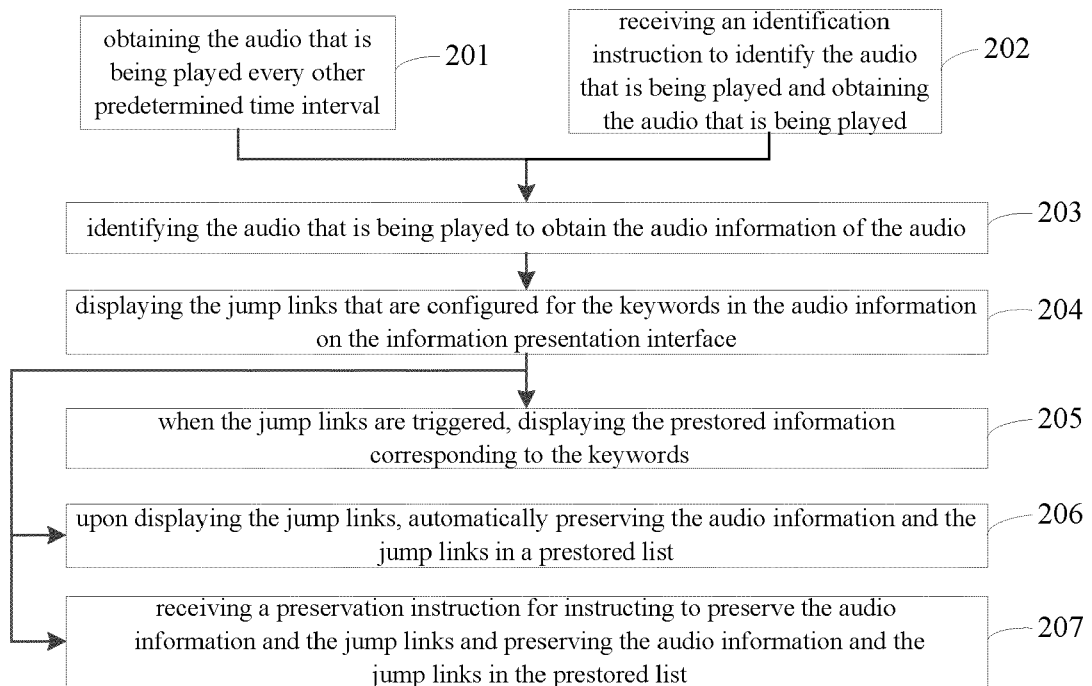 obtaining the audio that is
being played every other
predetermined time interval
201
receiving an identification
instruction to identify the audio
that is being played and obtaining
the audio that is being played
202
identifying the audio that is being played to obtain the audio information of the audio
203
displaying the jump links that are configured for the keywords in the audio information
on the information presentation interface
204
when the jump links are triggered, displaying the prestored information
corresponding to the keywords
205
upon displaying the jump links, automatically preserving the audio information and the
jump links in a prestored list
206
receiving a preservation instruction for instructing to preserve the audio
information and the jump links and preserving the audio information and the
jump links in the prestored list
207